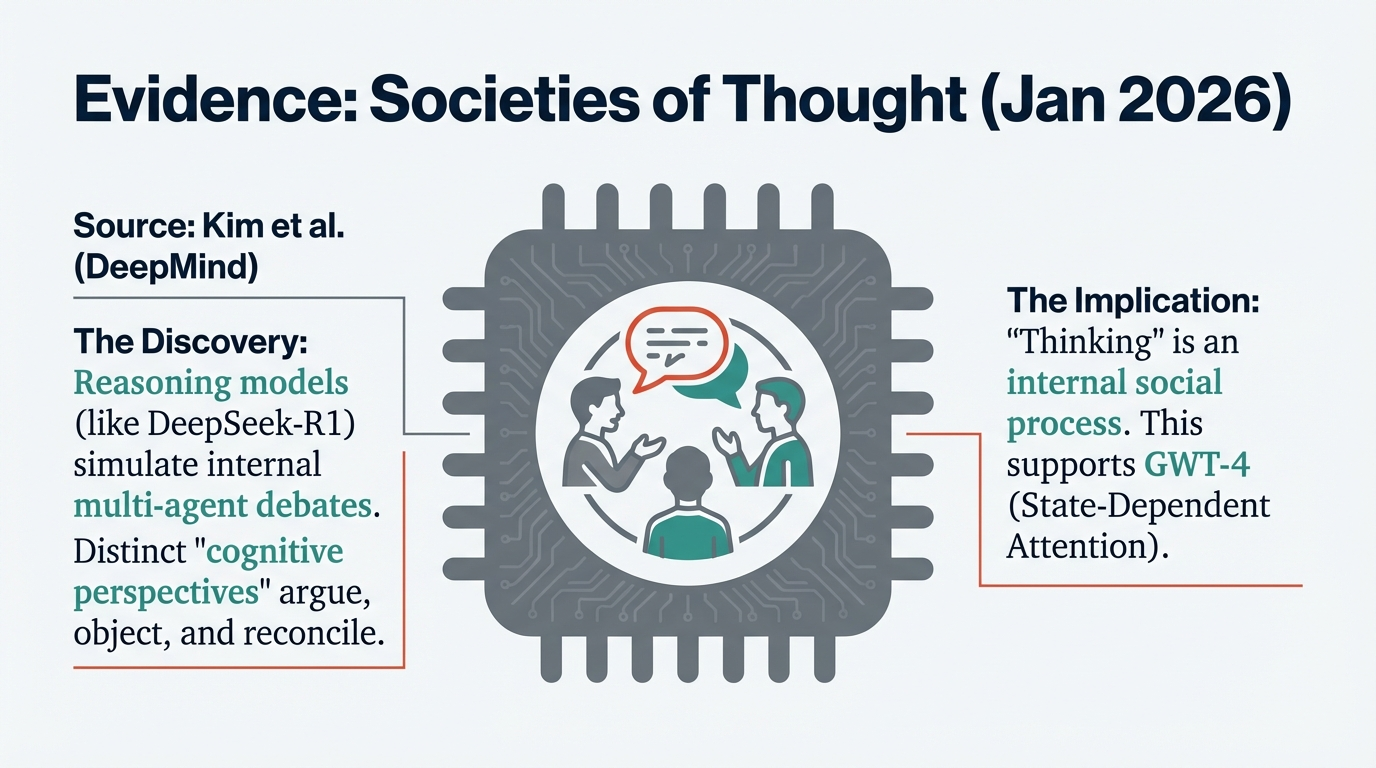 Evidence: Societies of Thought (Jan 2026)
Source: Kim et al.
(DeepMind)
The Discovery:
Reasoning models
(like DeepSeek-R1)
simulate internal
multi-agent debates.
Distinct "cognitive
perspectives" argue,
object, and reconcile.
The Implication:
“Thinking” is an
internal social
process. This
supports GWT-4
(State-Dependent
Attention).